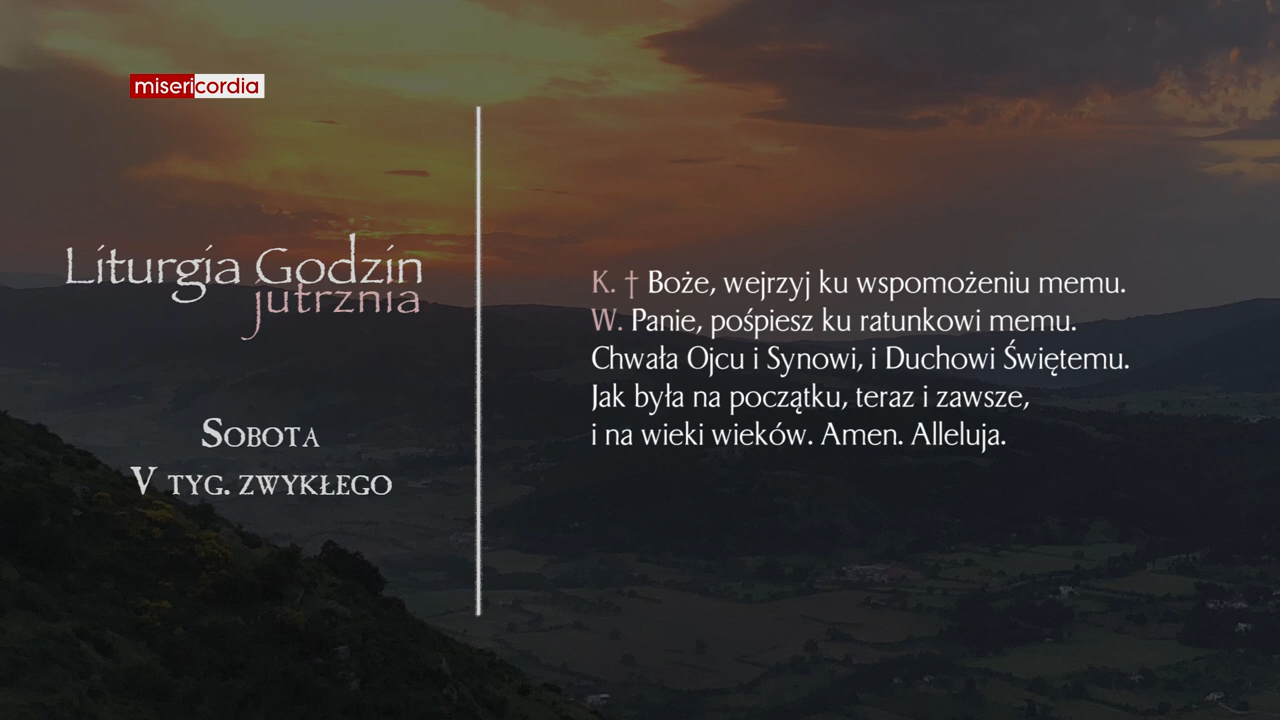 misericordia
Liturgia Godzin
jutrznia
Sobota
V tyg. zwykłego
K. † Boże, wejrzyj ku wspomożeniu memu.
W. Panie, pośpiesz ku ratunkowi memu.
Chwała Ojcu i Synowi, i Duchowi Świętemu.
Jak była na początku, teraz i zawsze,
i na wieki wieków. Amen. Alleluja.